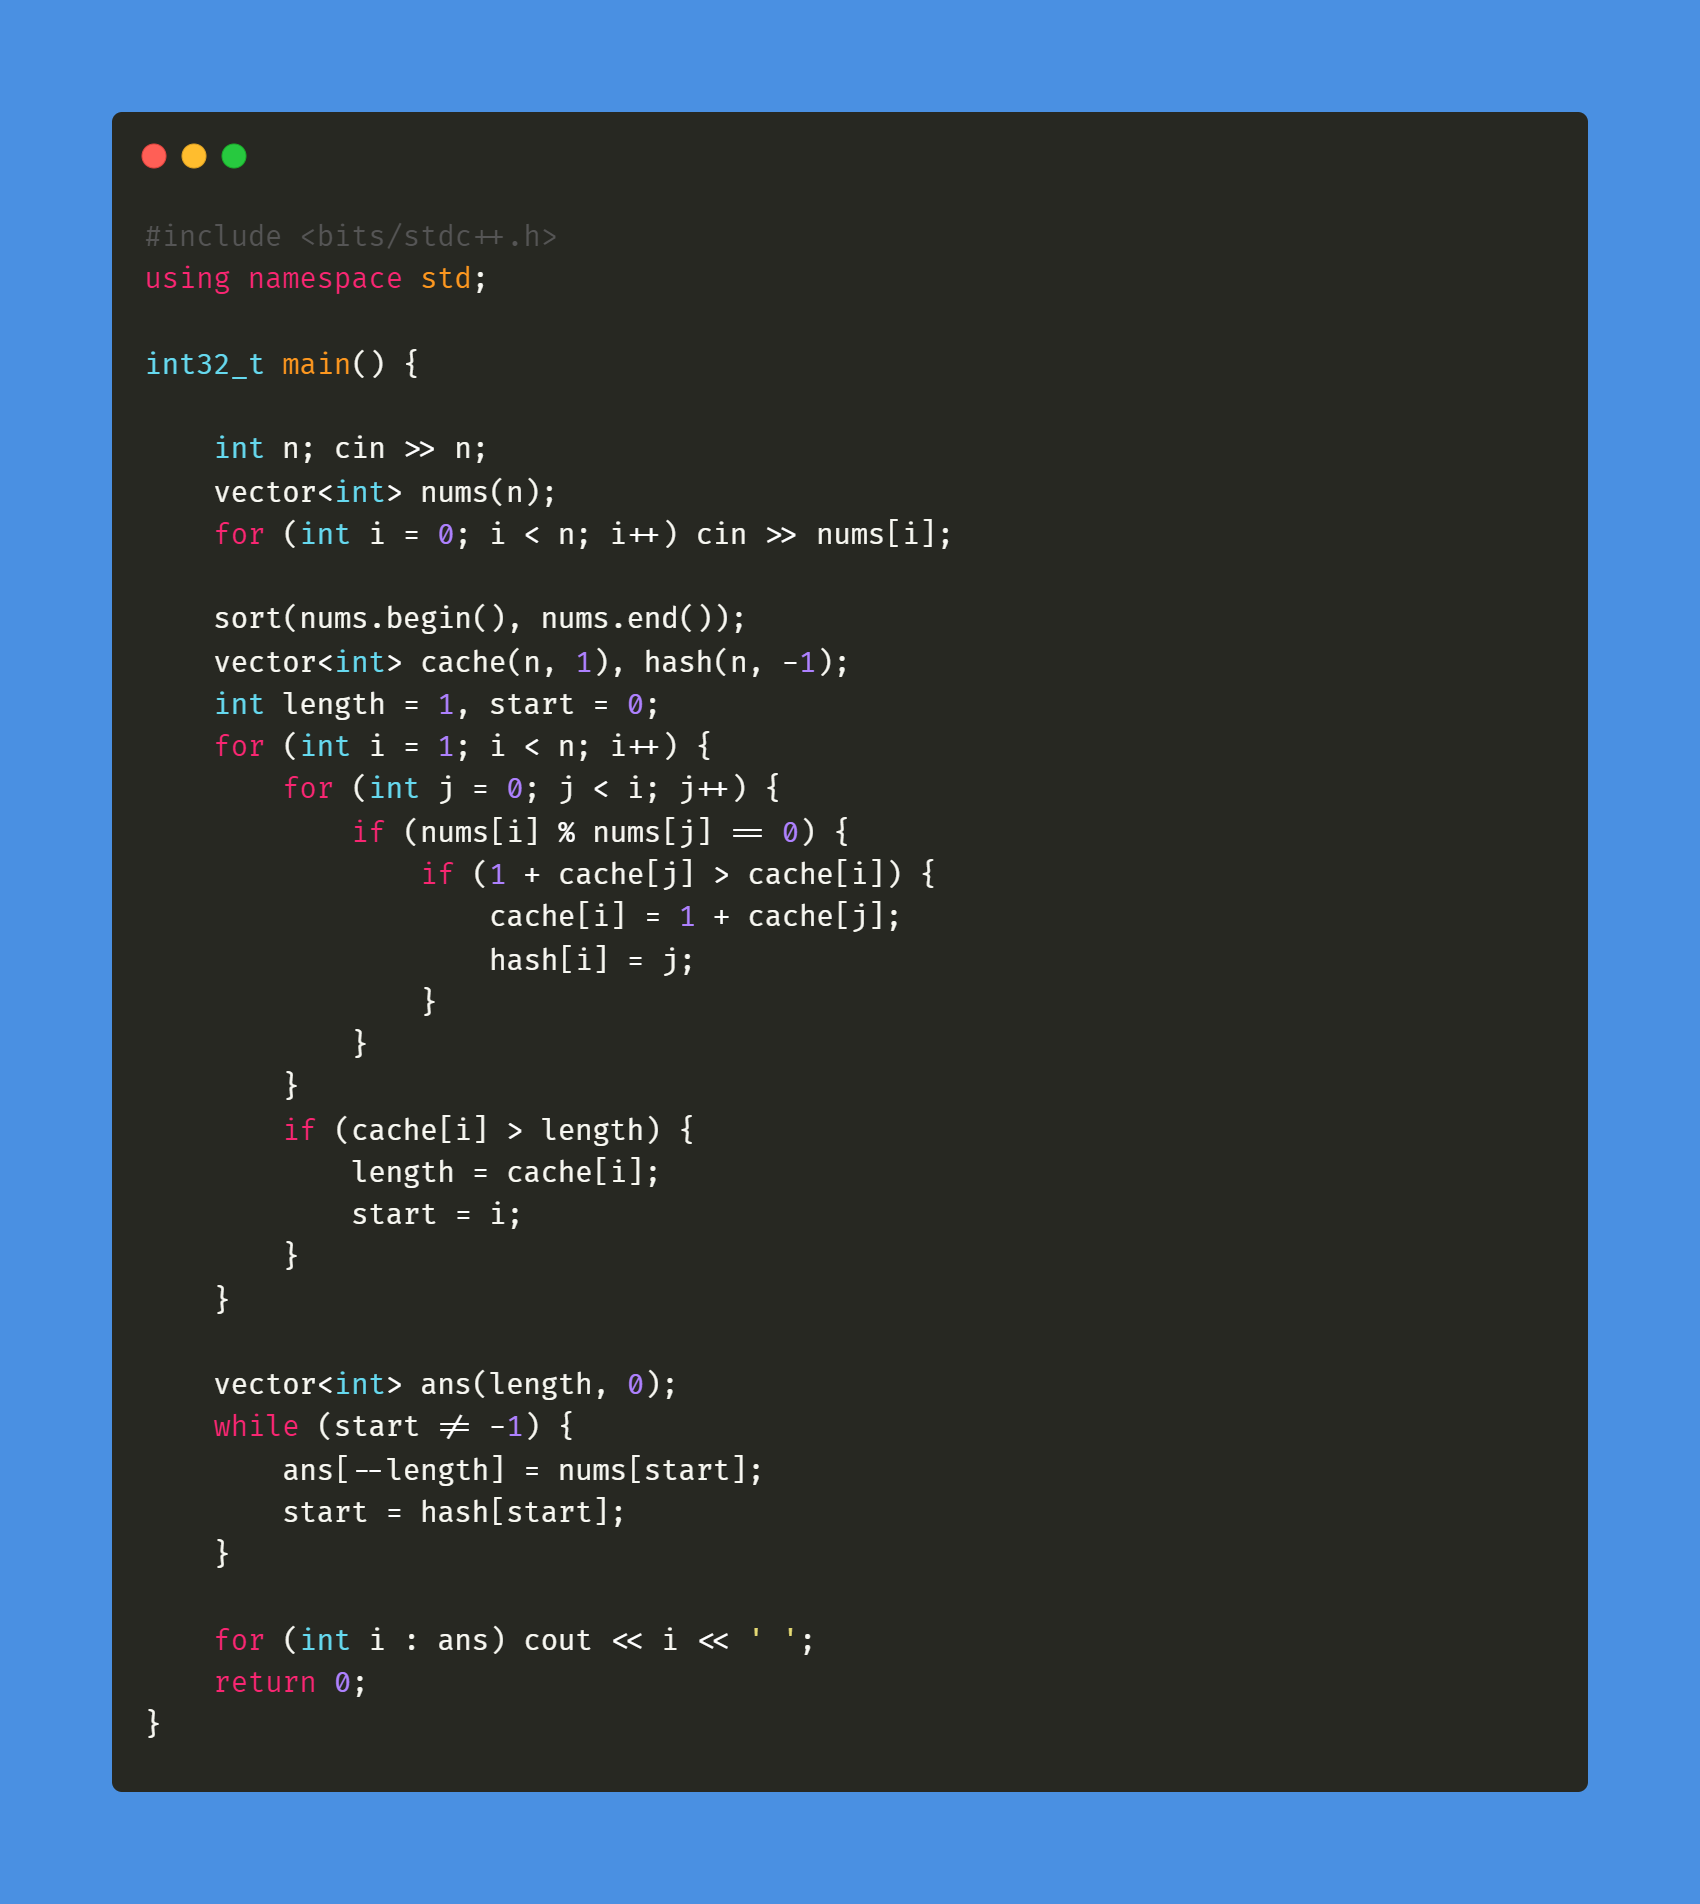 #include <bits/stdc++.h>
using namespace std;
int32_t main() {
int n; cin >> n;
vector<int> nums(n);
for (int i = 0; i < n; i++) cin >> nums[i];
sort(nums.begin(), nums.end());
vector<int> cache(n, 1), hash(n, -1);
int length = 1, start = 0;
for (int i = 1; i < n; i++) {
for (int j = 0; j < i; j++) {
if (nums[i] % nums[j] == 0) {
if (1 + cache[j] > cache[i]) {
cache[i] = 1 + cache[j];
hash[i] = j;
}
}
}
if (cache[i] > length) {
length = cache[i];
start = i;
}
}
vector<int> ans(length, 0);
while (start != -1) {
ans[--length] = nums[start];
start = hash[start];
}
for (int i : ans) cout << i << ' ';
return 0;
}